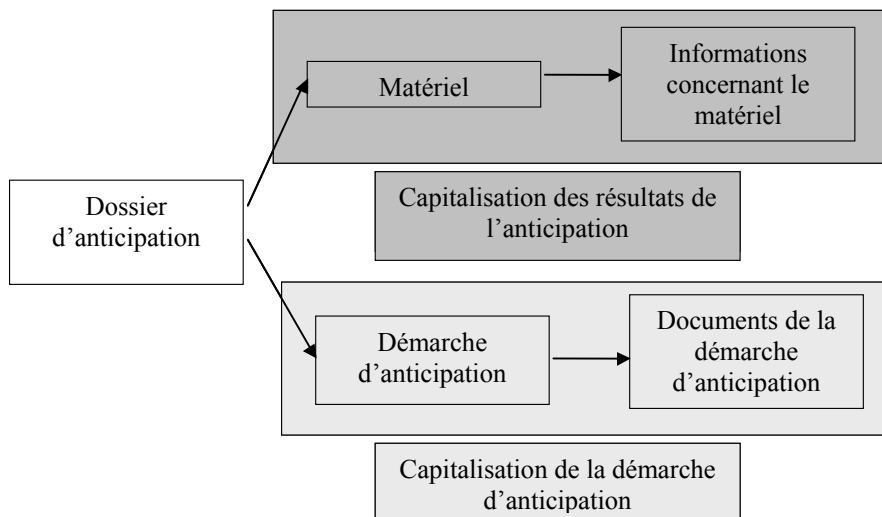 Matériel
Informations
concernant le
matériel
Capitalisation des résultats de
l’anticipation
Dossier
d’anticipation
Démarche
d’anticipation
Documents de la
démarche
d’anticipation
Capitalisation de la démarche
d’anticipation